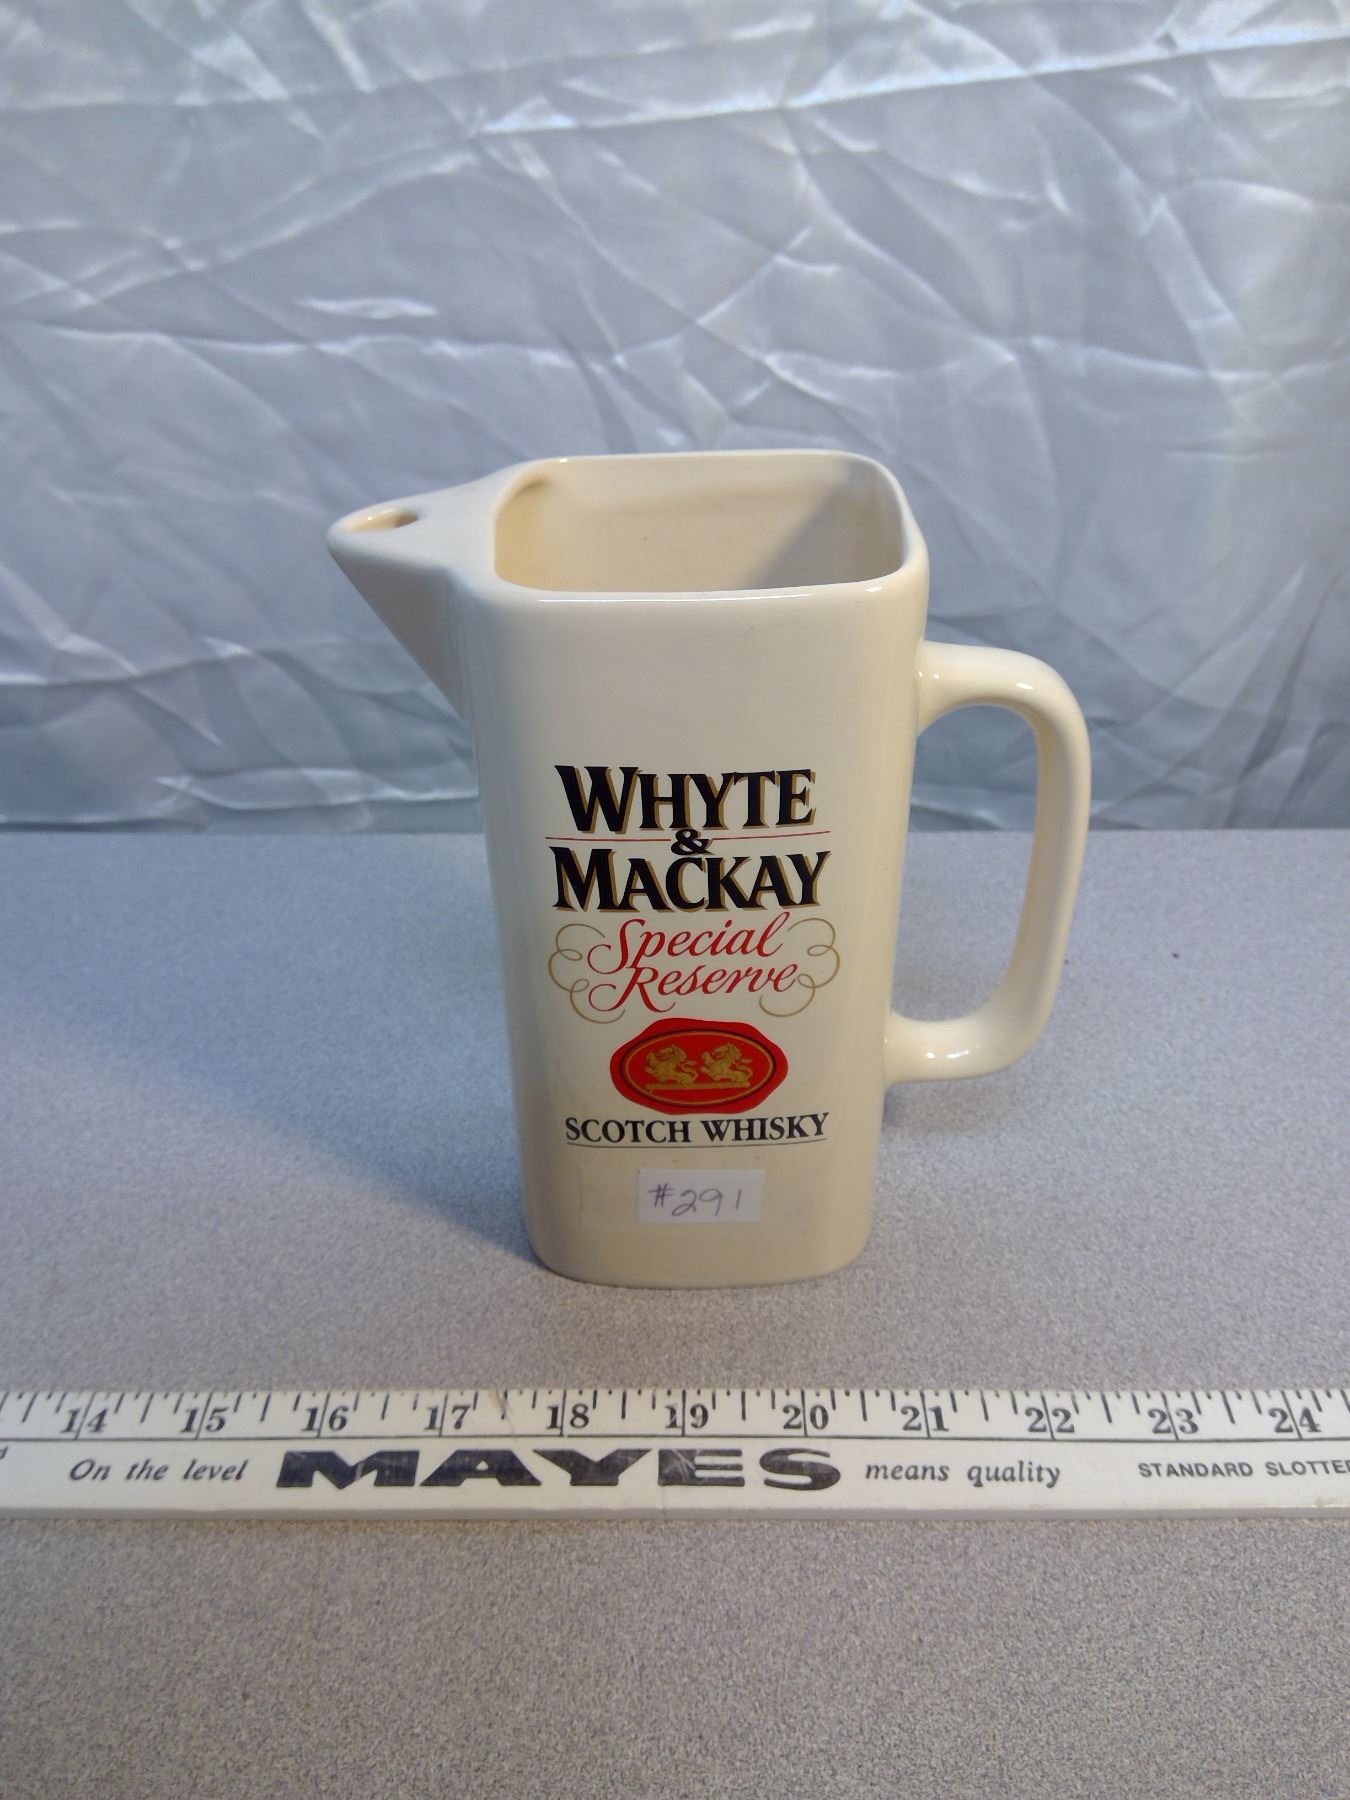 WHYTE
&
MACKAY
Special
Reserve
SCOTCH WHISKY
#291
14 15 16 17 18 19 20 21 22 23 24
On the level MAYES means quality STANDARD SLOTTE